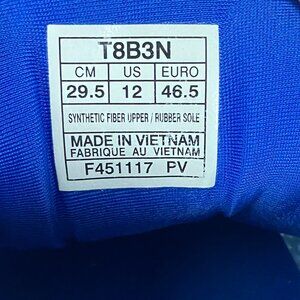 T8B3N
CM US EURO
29.5 12 46.5
SYNTHETIC FIBER UPPER / RUBBER SOLE
MADE IN VIETNAM
FABRIQUE AU VIETNAM
F451117 PV